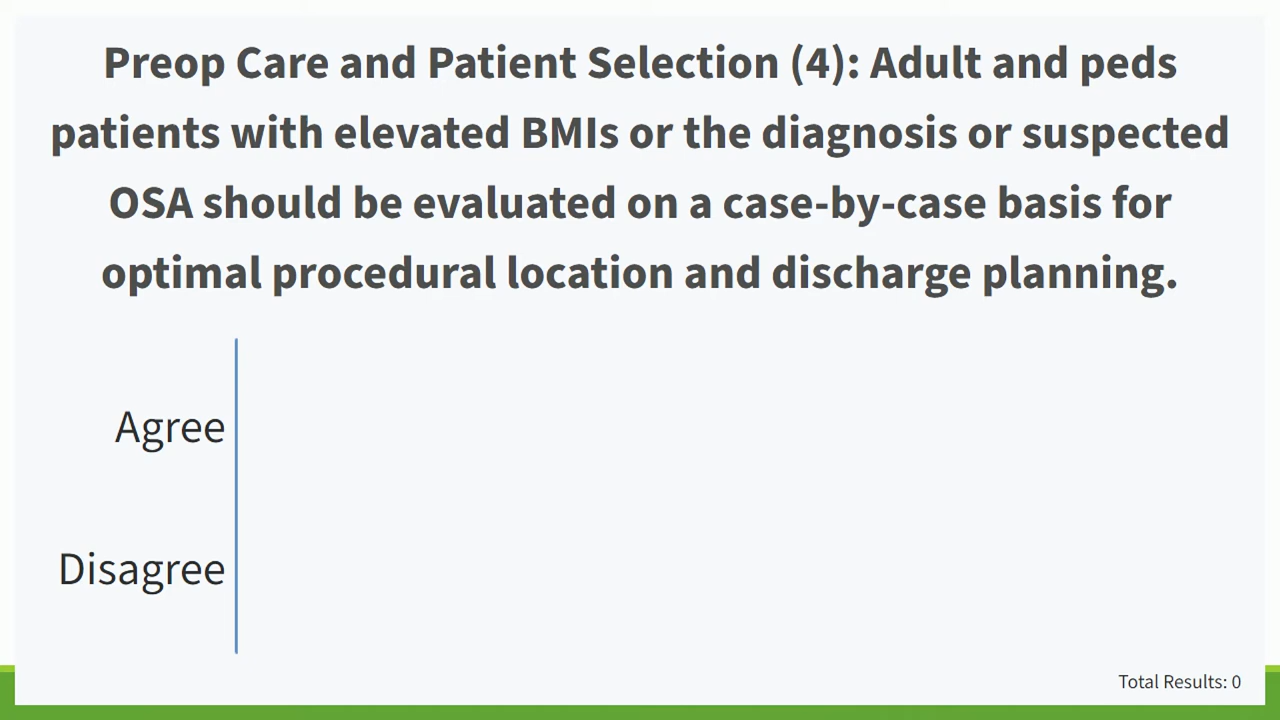 Preop Care and Patient Selection (4): Adult and peds
patients with elevated BMIs or the diagnosis or suspected
OSA should be evaluated on a case-by-case basis for
optimal procedural location and discharge planning.
Agree
Disagree
Total Results: 0